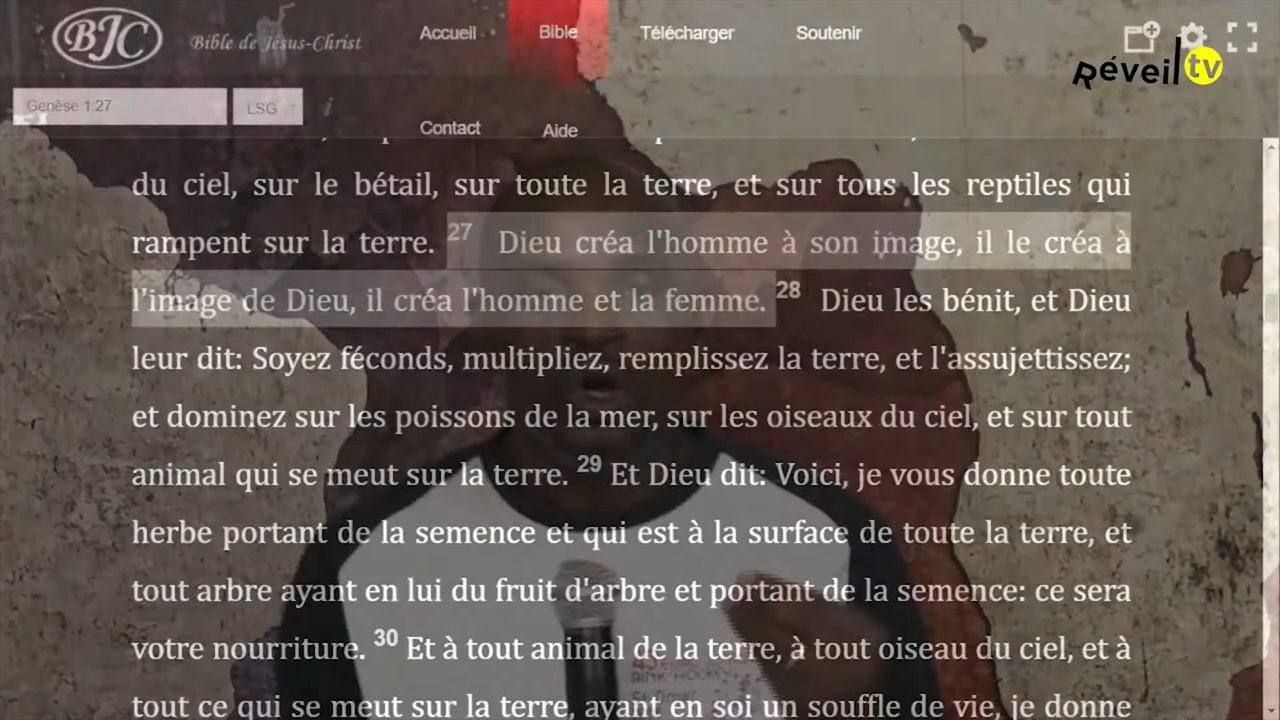 BJC Bible de Jésus-Christ
Accueil Bible Télécharger Soutenir
Réveil tv
Genèse 1:27 LSG i
Contact Aide
du ciel, sur le bétail, sur toute la terre, et sur tous les reptiles qui
rampent sur la terre. 27 Dieu créa l'homme à son image, il le créa à
l'image de Dieu, il créa l'homme et la femme. 28 Dieu les bénit, et Dieu
leur dit: Soyez féconds, multipliez, remplissez la terre, et l'assujettissez;
et dominez sur les poissons de la mer, sur les oiseaux du ciel, et sur tout
animal qui se meut sur la terre. 29 Et Dieu dit: Voici, je vous donne toute
herbe portant de la semence et qui est à la surface de toute la terre, et
tout arbre ayant en lui du fruit d'arbre et portant de la semence: ce sera
votre nourriture. 30 Et à tout animal de la terre, à tout oiseau du ciel, et à
tout ce qui se meut sur la terre, ayant en soi un souffle de vie, je donne